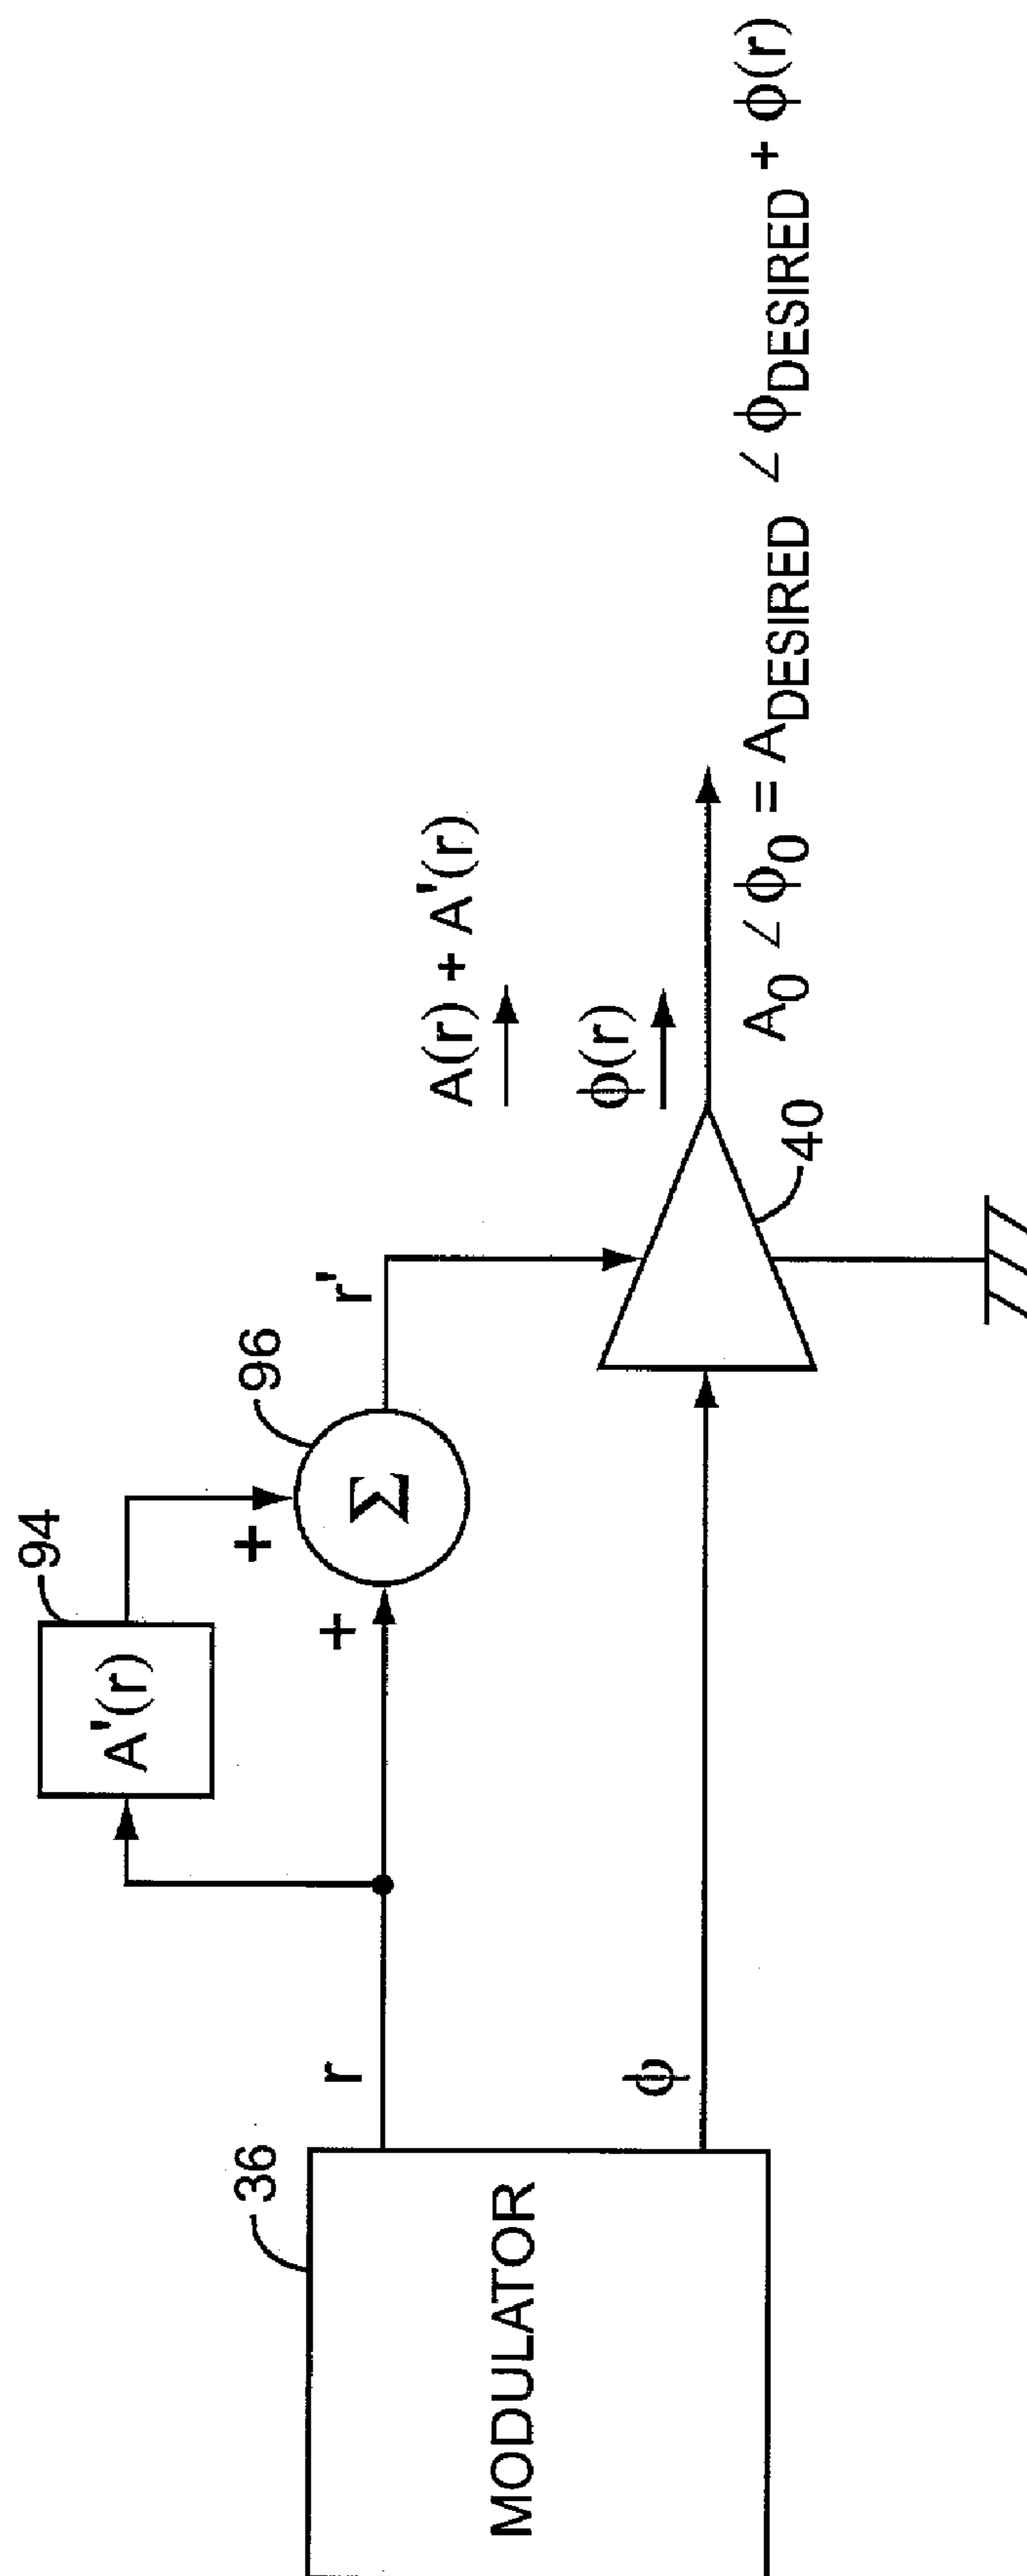 36
MODULATOR
r
ϕ
94
A'(r)
+
+
96
Σ
r'
40
A(r) + A'(r)
ϕ(r)
A0 ∠ ϕ0 = ADESIRED ∠ ϕDESIRED + ϕ(r)